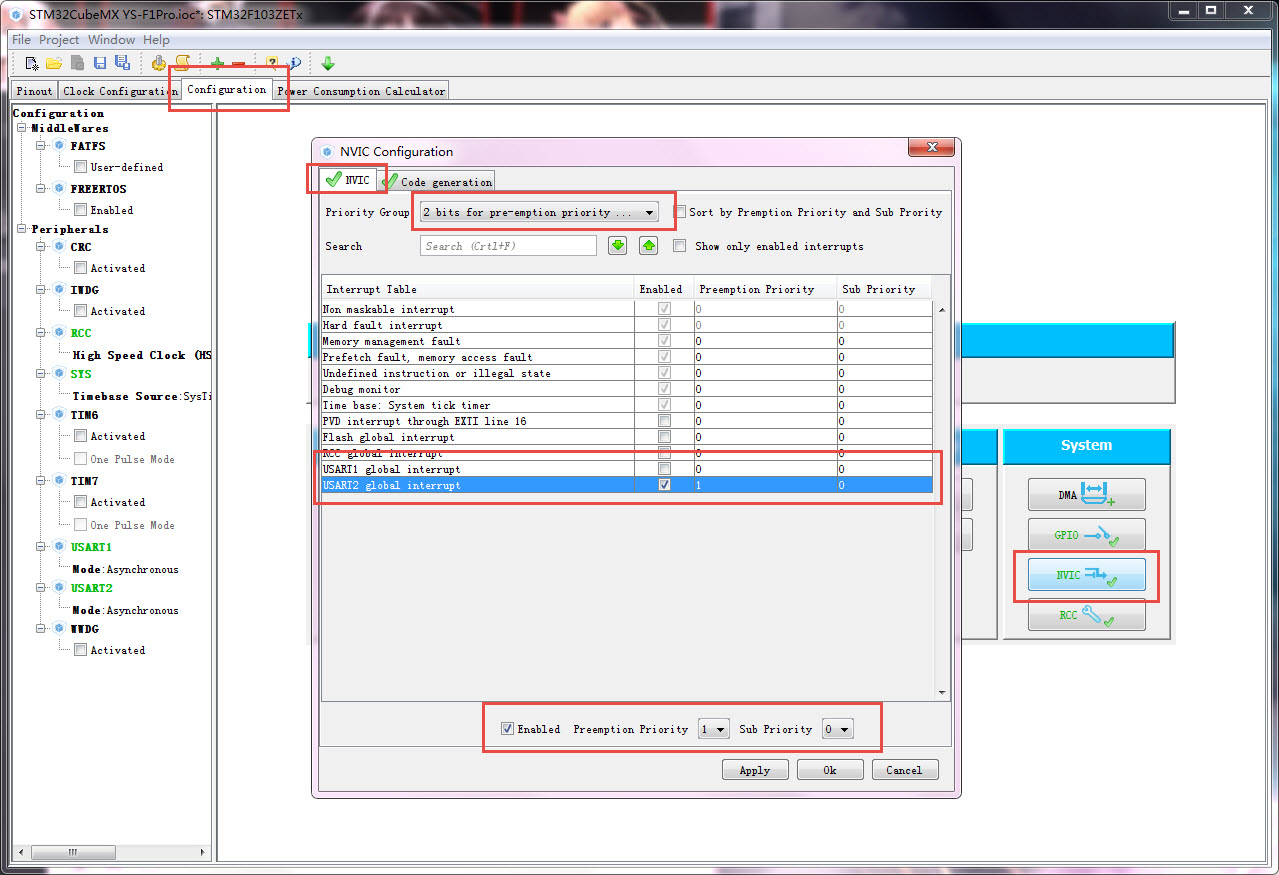 STM32CubeMX YS-F1Pro.ioc*: STM32F103ZETx
File Project Window Help
Pinout Clock Configuration Configuration Power Consumption Calculator
Configuration
MiddleWares
FATFS
User-defined
FREERTOS
Enabled
Peripherals
CRC
Activated
IWDG
Activated
RCC
High Speed Clock (HS
SYS
Timebase Source:SysTi
TIM6
Activated
One Pulse Mode
TIM7
Activated
One Pulse Mode
USART1
Mode:Asynchronous
USART2
Mode:Asynchronous
WWDG
Activated
NVIC Configuration
NVIC Code generation
Priority Group 2 bits for pre-emption priority ... Sort by Premption Priority and Sub Prority
Search Search (Crtl+F) Show only enabled interrupts
Interrupt Table Enabled Preemption Priority Sub Priority
Non maskable interrupt 0 0
Hard fault interrupt 0 0
Memory management fault 0 0
Prefetch fault, memory access fault 0 0
Undefined instruction or illegal state 0 0
Debug monitor 0 0
Time base: System tick timer 0 0
PVD interrupt through EXTI line 16 0 0
Flash global interrupt 0 0
RCC global interrupt 0 0
USART1 global interrupt 0 0
USART2 global interrupt 1 0
Enabled Preemption Priority 1 Sub Priority 0
Apply Ok Cancel
System
DMA
GPIO
NVIC
RCC